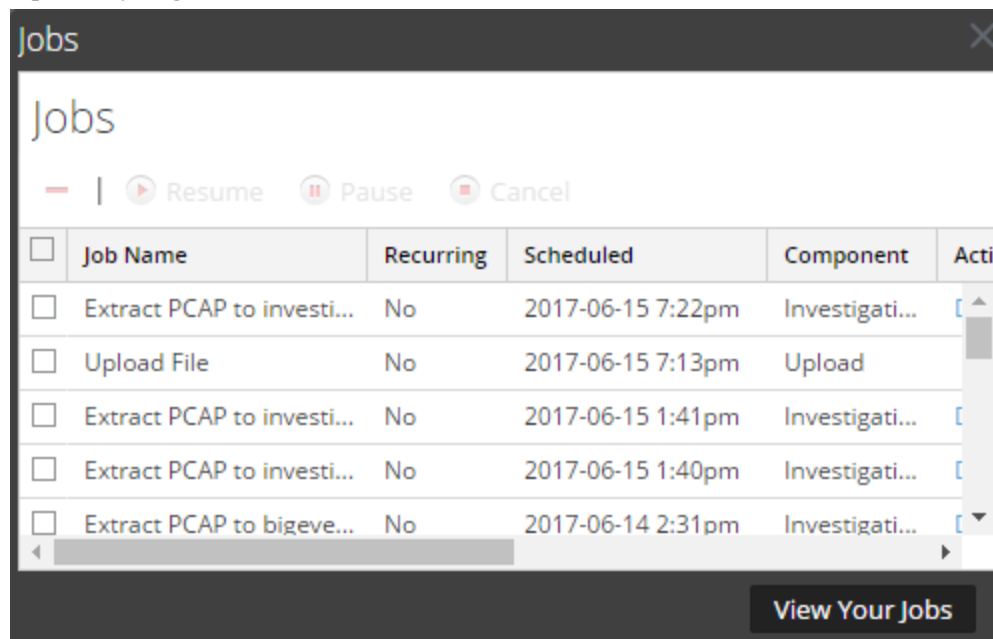 Jobs
Jobs
Resume Pause Cancel
Job Name Recurring Scheduled Component Acti
Extract PCAP to investi... No 2017-06-15 7:22pm Investigati...
Upload File No 2017-06-15 7:13pm Upload
Extract PCAP to investi... No 2017-06-15 1:41pm Investigati...
Extract PCAP to investi... No 2017-06-15 1:40pm Investigati...
Extract PCAP to bigeve... No 2017-06-14 2:31pm Investigati...
View Your Jobs